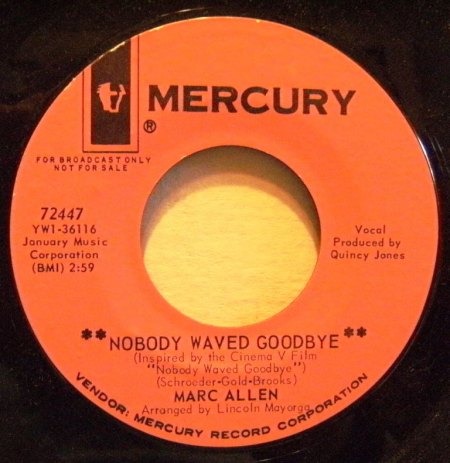 MERCURY
®
FOR BROADCAST ONLY
NOT FOR SALE
72447
YW1-36116
January Music
Corporation
(BMI) 2:59
Vocal
Produced by
Quincy Jones
** NOBODY WAVED GOODBYE **
(Inspired by the Cinema V Film
"Nobody Waved Goodbye")
(Schroeder-Gold-Brooks)
MARC ALLEN
Arranged by Lincoln Mayorga
VENDOR: MERCURY RECORD CORPORATION